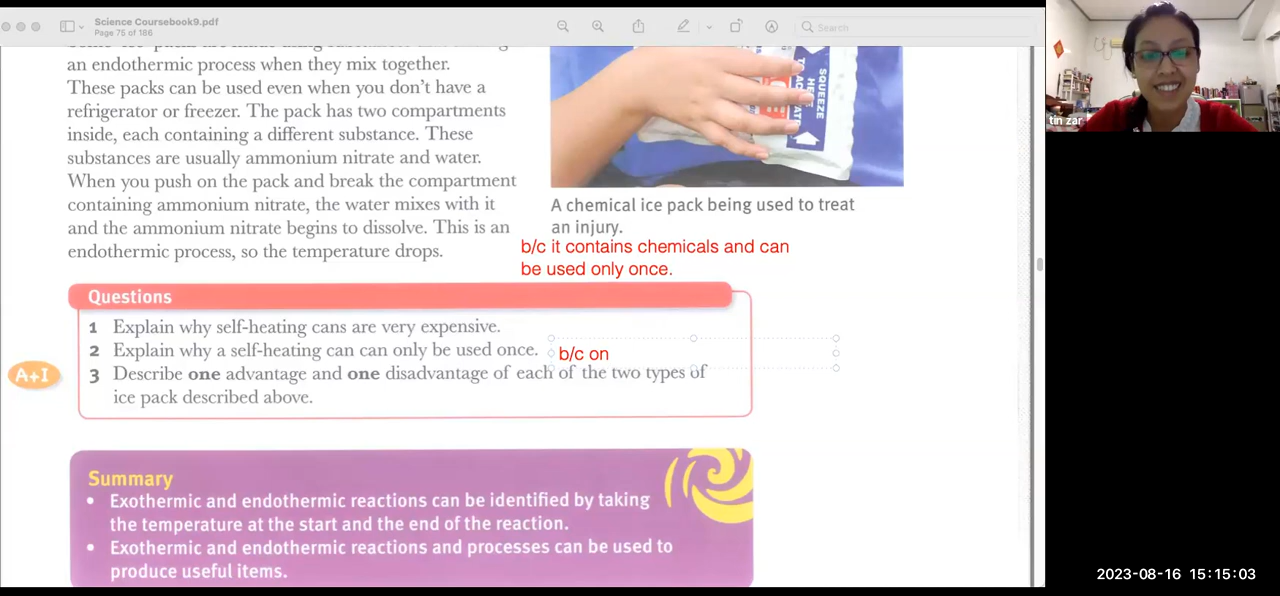 Science Coursebook9.pdf
Page 75 of 186
Search
an endothermic process when they mix together.
These packs can be used even when you don't have a
refrigerator or freezer. The pack has two compartments
inside, each containing a different substance. These
substances are usually ammonium nitrate and water.
When you push on the pack and break the compartment
containing ammonium nitrate, the water mixes with it
and the ammonium nitrate begins to dissolve. This is an
endothermic process, so the temperature drops.
SQUEEZE
HERE
A chemical ice pack being used to treat
an injury.
b/c it contains chemicals and can
be used only once.
Questions
1 Explain why self-heating cans are very expensive.
2 Explain why a self-heating can can only be used once.
b/c on
A+I
3 Describe one advantage and one disadvantage of each of the two types of
ice pack described above.
Summary
• Exothermic and endothermic reactions can be identified by taking
the temperature at the start and the end of the reaction.
• Exothermic and endothermic reactions and processes can be used to
produce useful items.
tin zar
2023-08-16 15:15:03